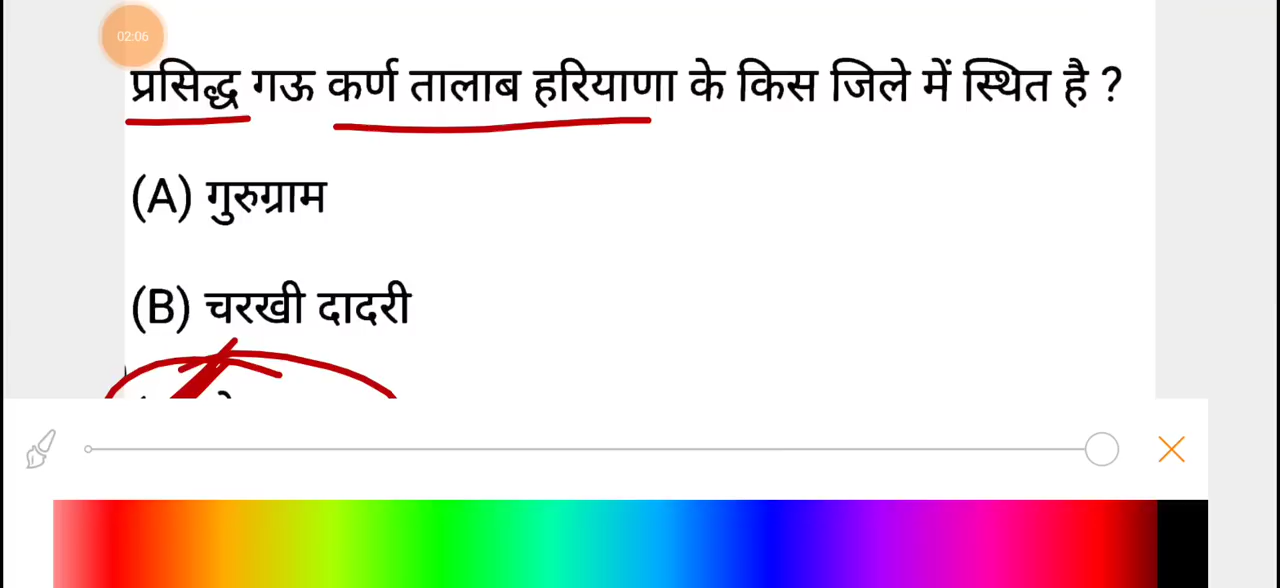 02:06
प्रसिद्ध गऊ कर्ण तालाब हरियाणा के किस जिले में स्थित है ?
(A) गुरुग्राम
(B) चरखी दादरी